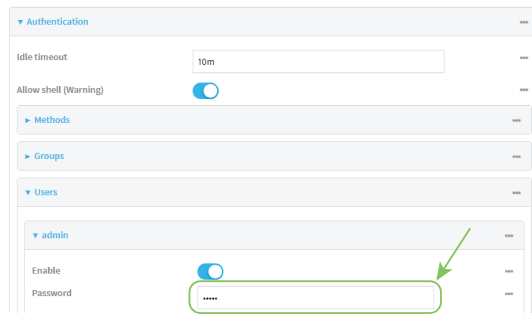 Authentication
Idle timeout
10m
Allow shell (Warning)
Methods
Groups
Users
admin
Enable
Password
•••••